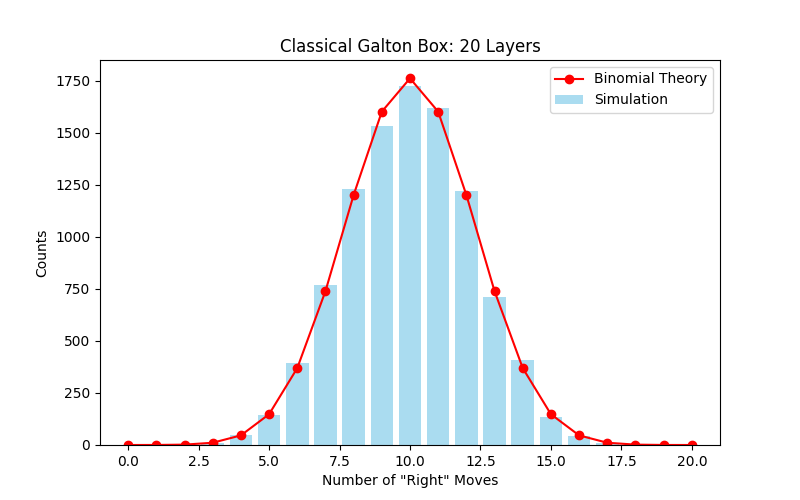 Classical Galton Box: 20 Layers
Binomial Theory
Simulation
Counts
1750
1500
1250
1000
750
500
250
0
0.0 2.5 5.0 7.5 10.0 12.5 15.0 17.5 20.0
Number of "Right" Moves